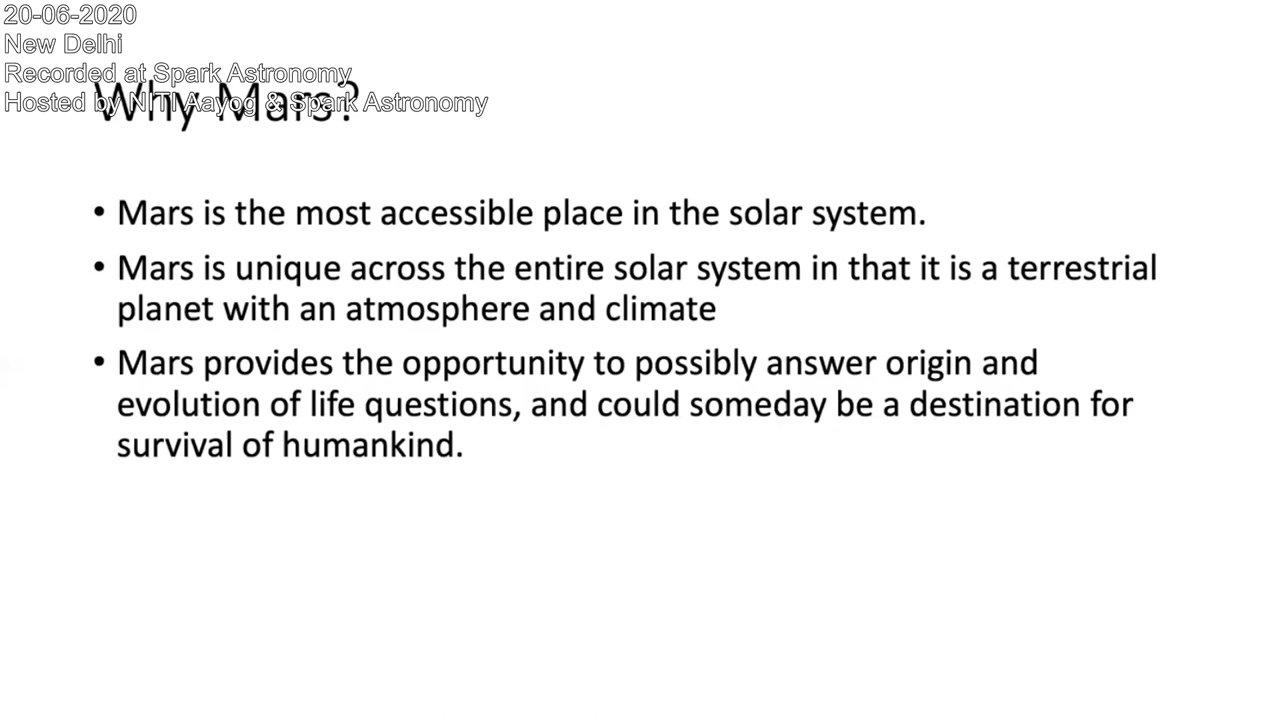 20-06-2020
New Delhi
Recorded at Spark Astronomy
Hosted by NITI Aayog & Spark Astronomy
Why Mars?
• Mars is the most accessible place in the solar system.
• Mars is unique across the entire solar system in that it is a terrestrial
planet with an atmosphere and climate
• Mars provides the opportunity to possibly answer origin and
evolution of life questions, and could someday be a destination for
survival of humankind.